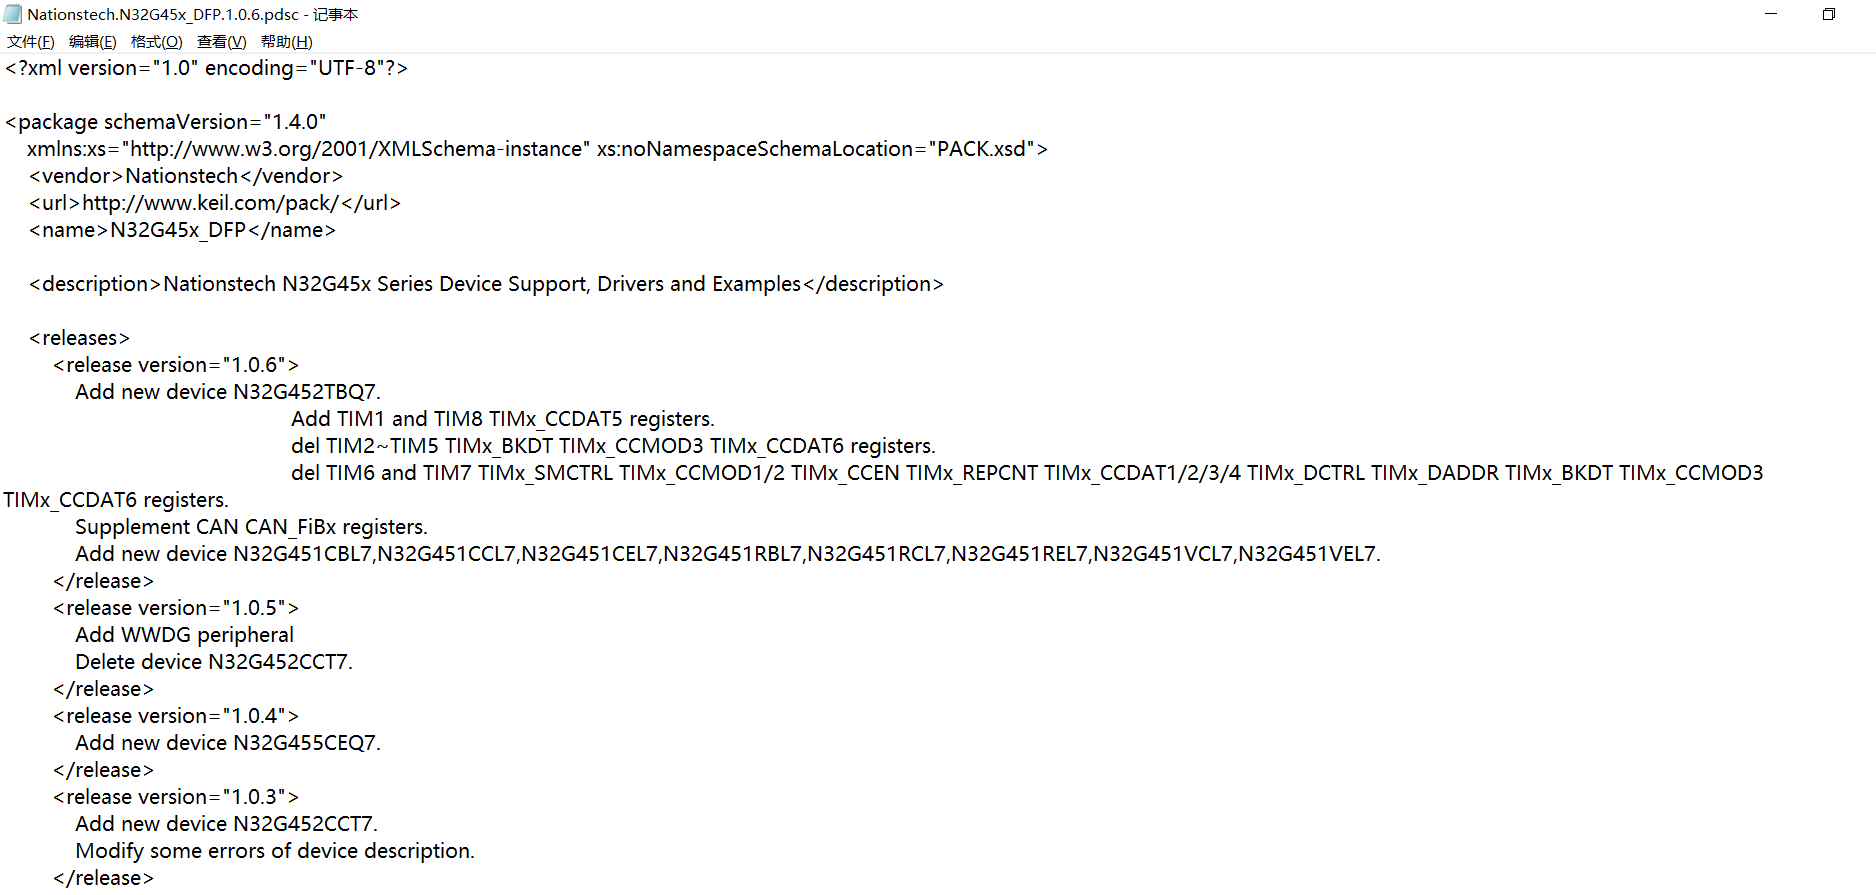 Nationstech.N32G45x_DFP.1.0.6.pdsc - 记事本
文件(F) 编辑(E) 格式(O) 查看(V) 帮助(H)
<?xml version="1.0" encoding="UTF-8"?>
<package schemaVersion="1.4.0"
xmlns:xs="http://www.w3.org/2001/XMLSchema-instance" xs:noNamespaceSchemaLocation="PACK.xsd">
<vendor>Nationstech</vendor>
<url>http://www.keil.com/pack/</url>
<name>N32G45x_DFP</name>
<description>Nationstech N32G45x Series Device Support, Drivers and Examples</description>
<releases>
<release version="1.0.6">
Add new device N32G452TBQ7.
Add TIM1 and TIM8 TIMx_CCDAT5 registers.
del TIM2~TIM5 TIMx_BKDT TIMx_CCMOD3 TIMx_CCDAT6 registers.
del TIM6 and TIM7 TIMx_SMCTRL TIMx_CCMOD1/2 TIMx_CCEN TIMx_REPCNT TIMx_CCDAT1/2/3/4 TIMx_DCTRL TIMx_DADDR TIMx_BKDT TIMx_CCMOD3
TIMx_CCDAT6 registers.
Supplement CAN CAN_FiBx registers.
Add new device N32G451CBL7,N32G451CCL7,N32G451CEL7,N32G451RBL7,N32G451RCL7,N32G451REL7,N32G451VCL7,N32G451VEL7.
</release>
<release version="1.0.5">
Add WWDG peripheral
Delete device N32G452CCT7.
</release>
<release version="1.0.4">
Add new device N32G455CEQ7.
</release>
<release version="1.0.3">
Add new device N32G452CCT7.
Modify some errors of device description.
</release>